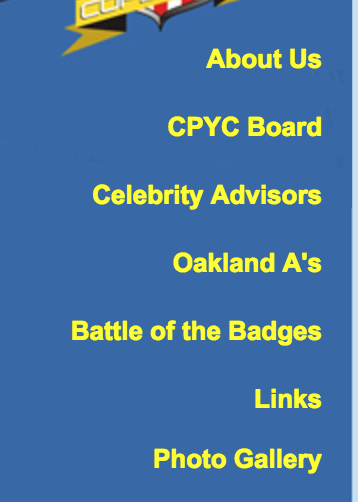 About Us
CPYC Board
Celebrity Advisors
Oakland A's
Battle of the Badges
Links
Photo Gallery